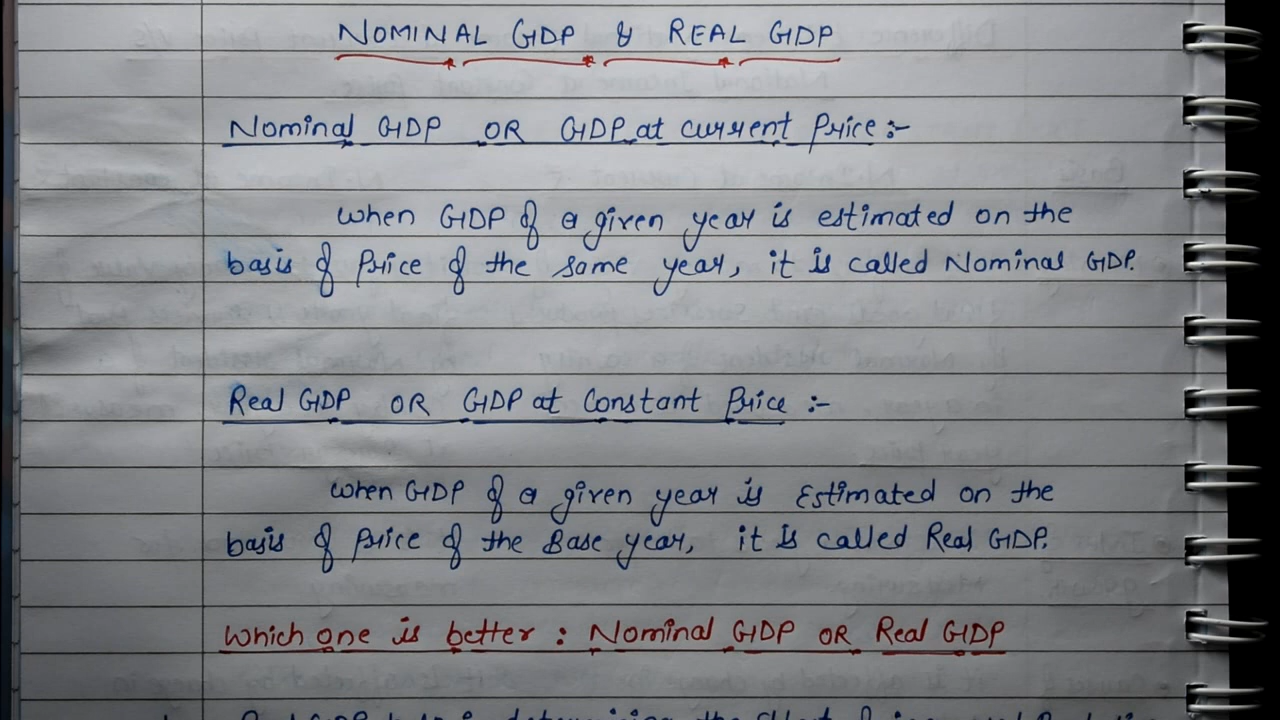 NOMINAL GDP & REAL GDP
Nominal GDP OR GDP at current Price :-
When GDP of a given year is estimated on the
basis of Price of the same year, it is called Nominal GDP.
Real GDP OR GDP at Constant Price :-
When GDP of a given year is Estimated on the
basis of Price of the Base year, it is called Real GDP.
Which one is better : Nominal GDP OR Real GDP